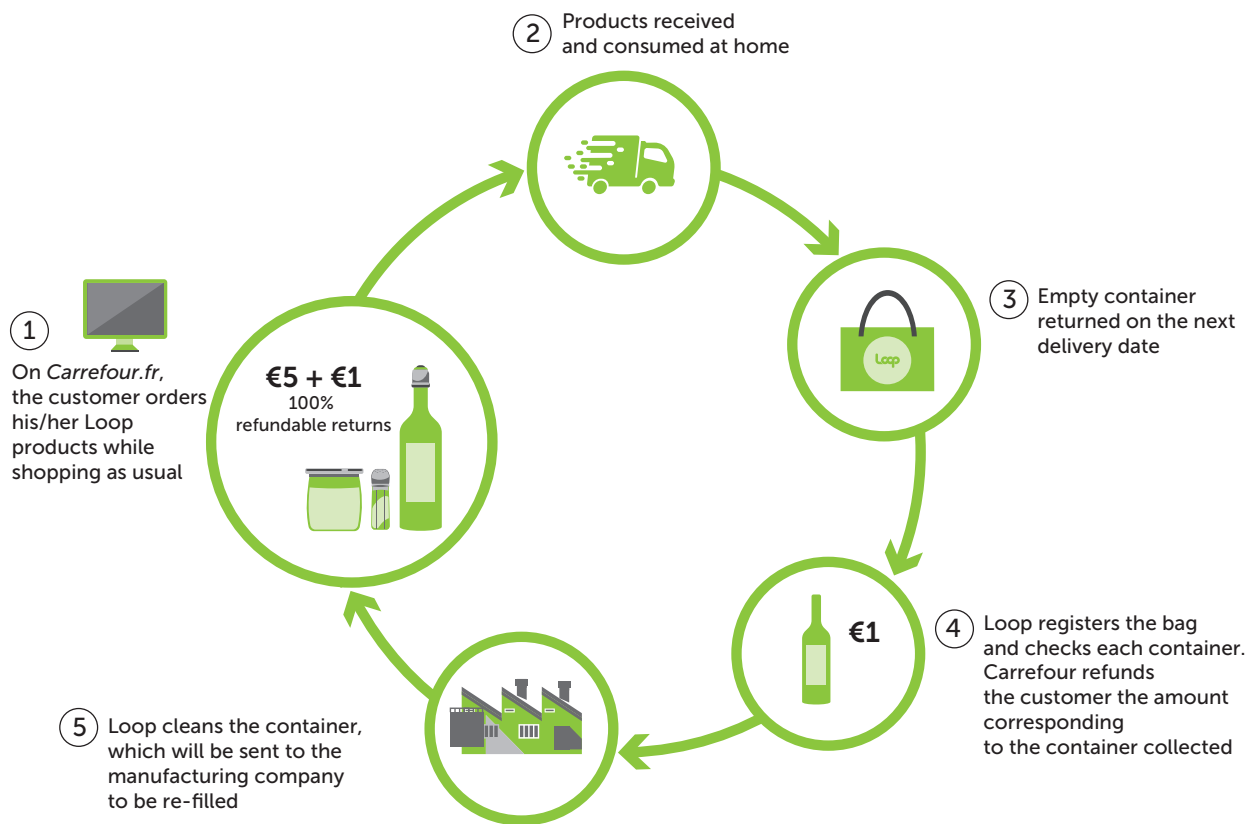 2
Products received
and consumed at home
3
Empty container
returned on the next
delivery date
Loop
1
On Carrefour.fr,
the customer orders
his/her Loop
products while
shopping as usual
€5 + €1
100%
refundable returns
€1
4
Loop registers the bag
and checks each container.
Carrefour refunds
the customer the amount
corresponding
to the container collected
5
Loop cleans the container,
which will be sent to the
manufacturing company
to be re-filled